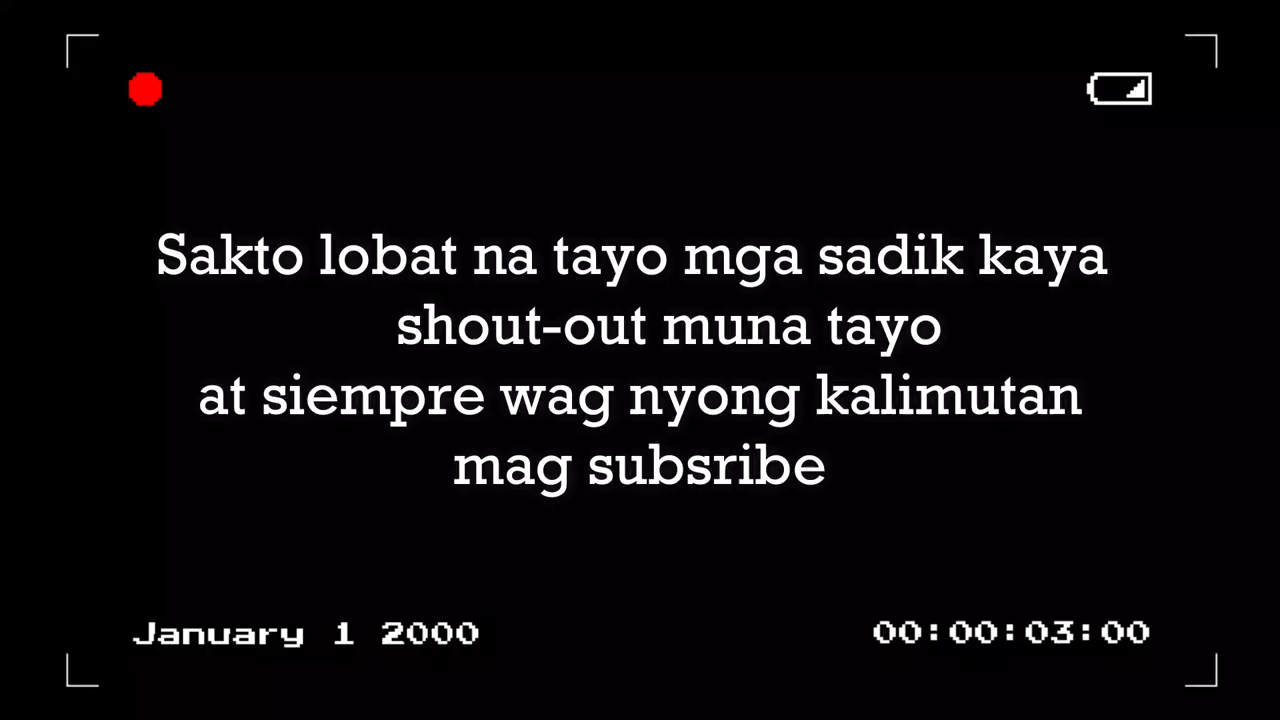 Sakto lobat na tayo mga sadik kaya
shout-out muna tayo
at siempre wag nyong kalimutan
mag subsribe
January 1 2000
00:00:03:00